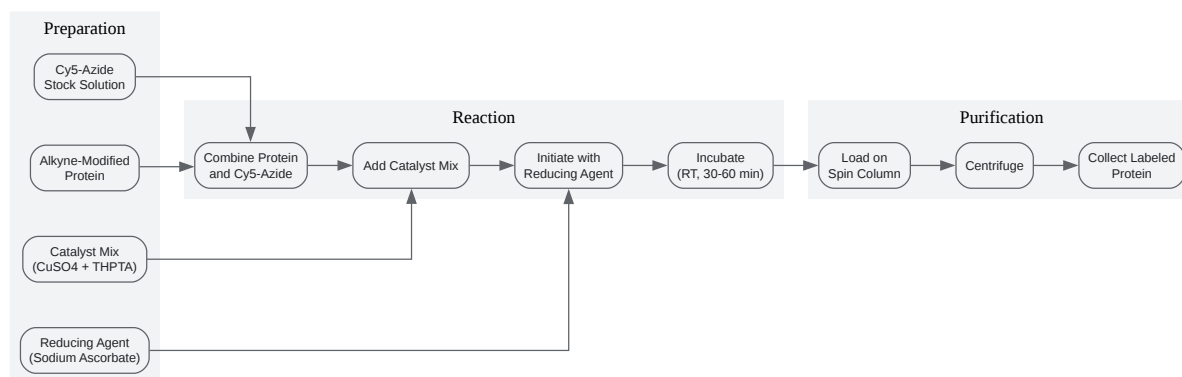 Preparation
Cy5-Azide
Stock Solution
Alkyne-Modified
Protein
Catalyst Mix
(CuSO4 + THPTA)
Reducing Agent
(Sodium Ascorbate)
Reaction
Combine Protein
and Cy5-Azide
Add Catalyst Mix
Initiate with
Reducing Agent
Incubate
(RT, 30-60 min)
Purification
Load on
Spin Column
Centrifuge
Collect Labeled
Protein